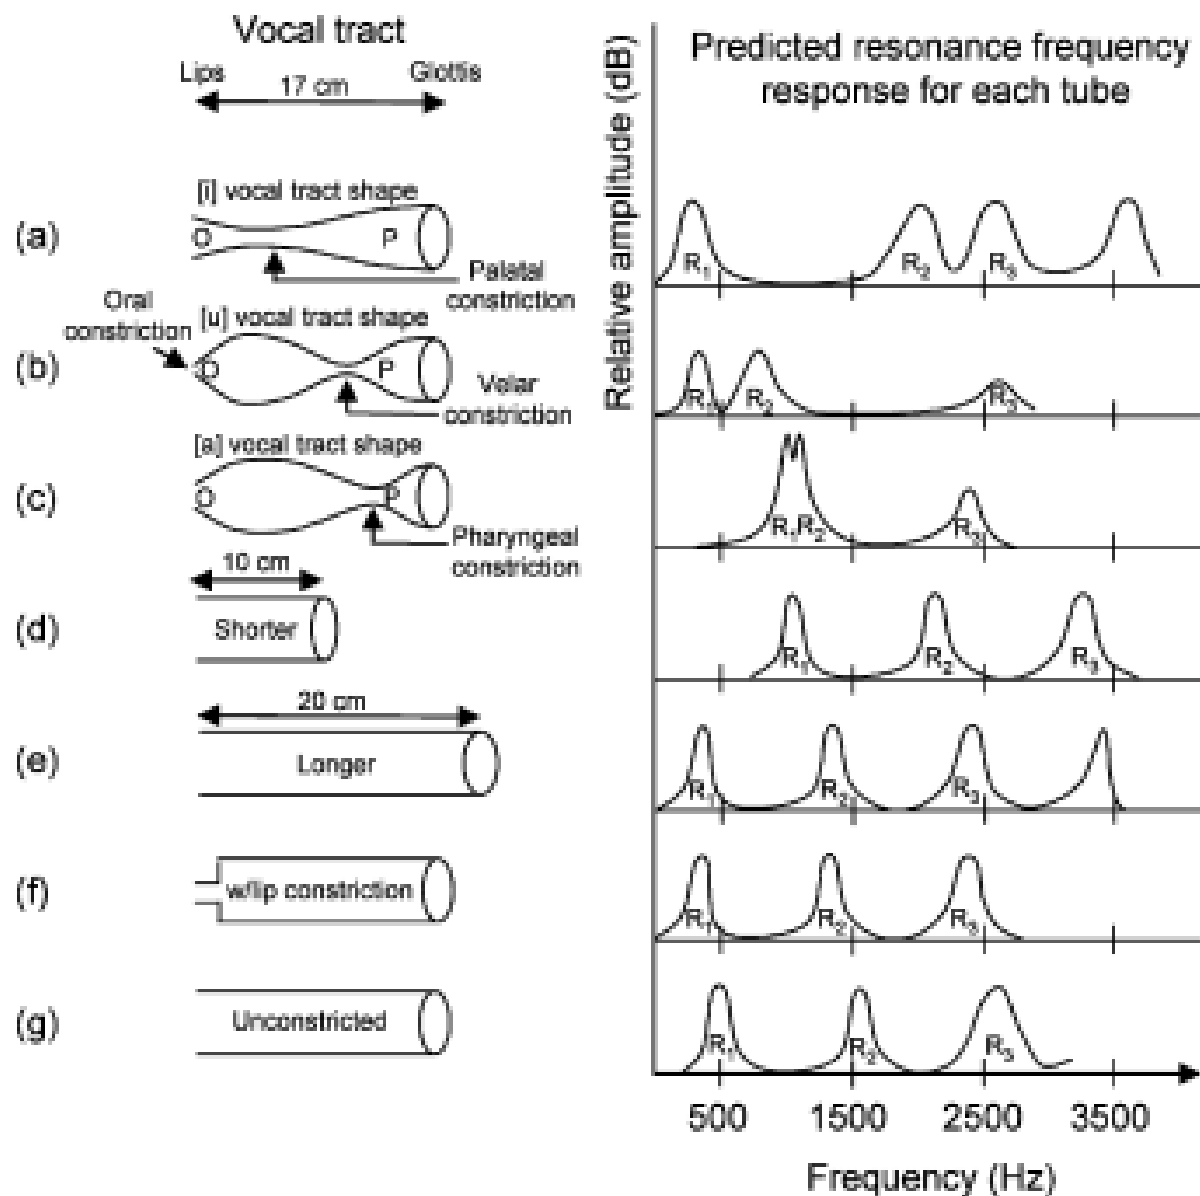 Vocal tract
Lips
Glottis
17 cm
Predicted resonance frequency
response for each tube
Relative amplitude (dB)
[i] vocal tract shape
(a)
O
P
Palatal
constriction
R1
R2
R3
Oral
constriction
[u] vocal tract shape
(b)
O
P
Velar
constriction
R1
R2
R3
[a] vocal tract shape
(c)
O
P
Pharyngeal
constriction
R1
R2
R3
10 cm
(d)
Shorter
R1
R2
R3
20 cm
(e)
Longer
R1
R2
R3
(f)
w/lip constriction
R1
R2
R3
(g)
Unconstricted
R1
R2
R3
500
1500
2500
3500
Frequency (Hz)